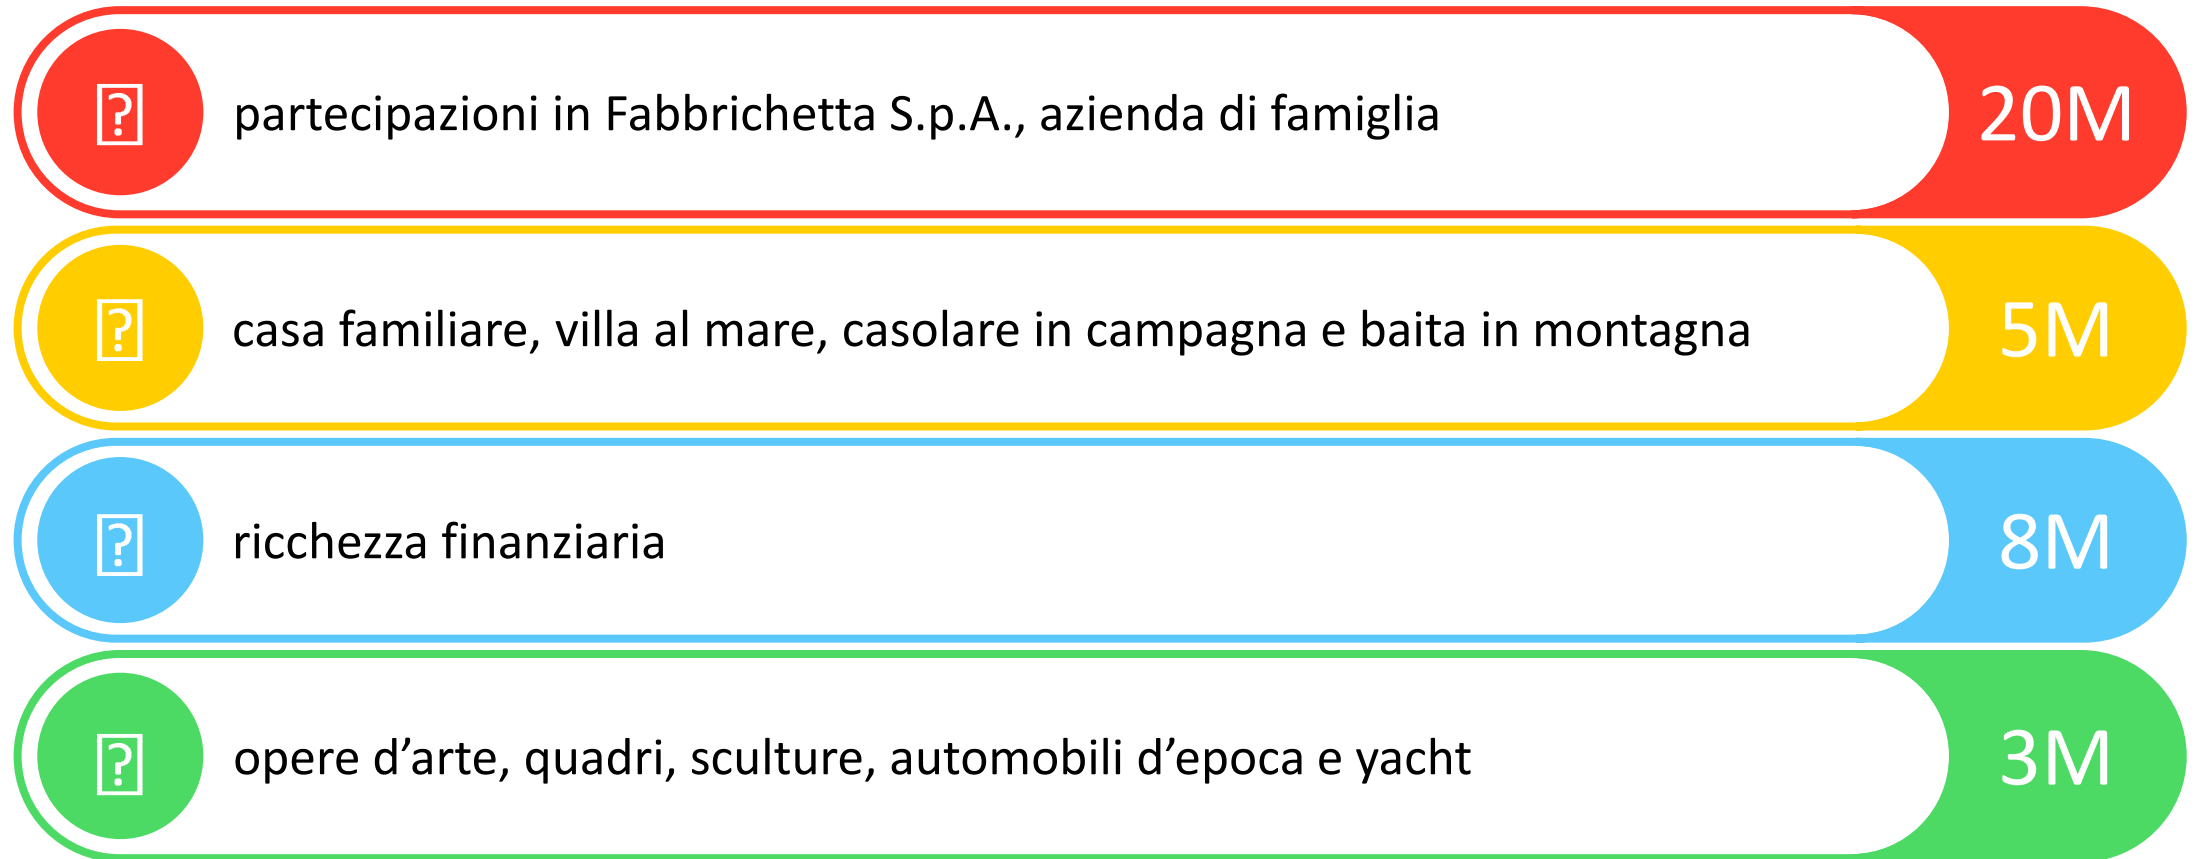 partecipazioni in Fabbrichetta S.p.A., azienda di famiglia 20M
casa familiare, villa al mare, casolare in campagna e baita in montagna 5M
ricchezza finanziaria 8M
opere d’arte, quadri, sculture, automobili d’epoca e yacht 3M